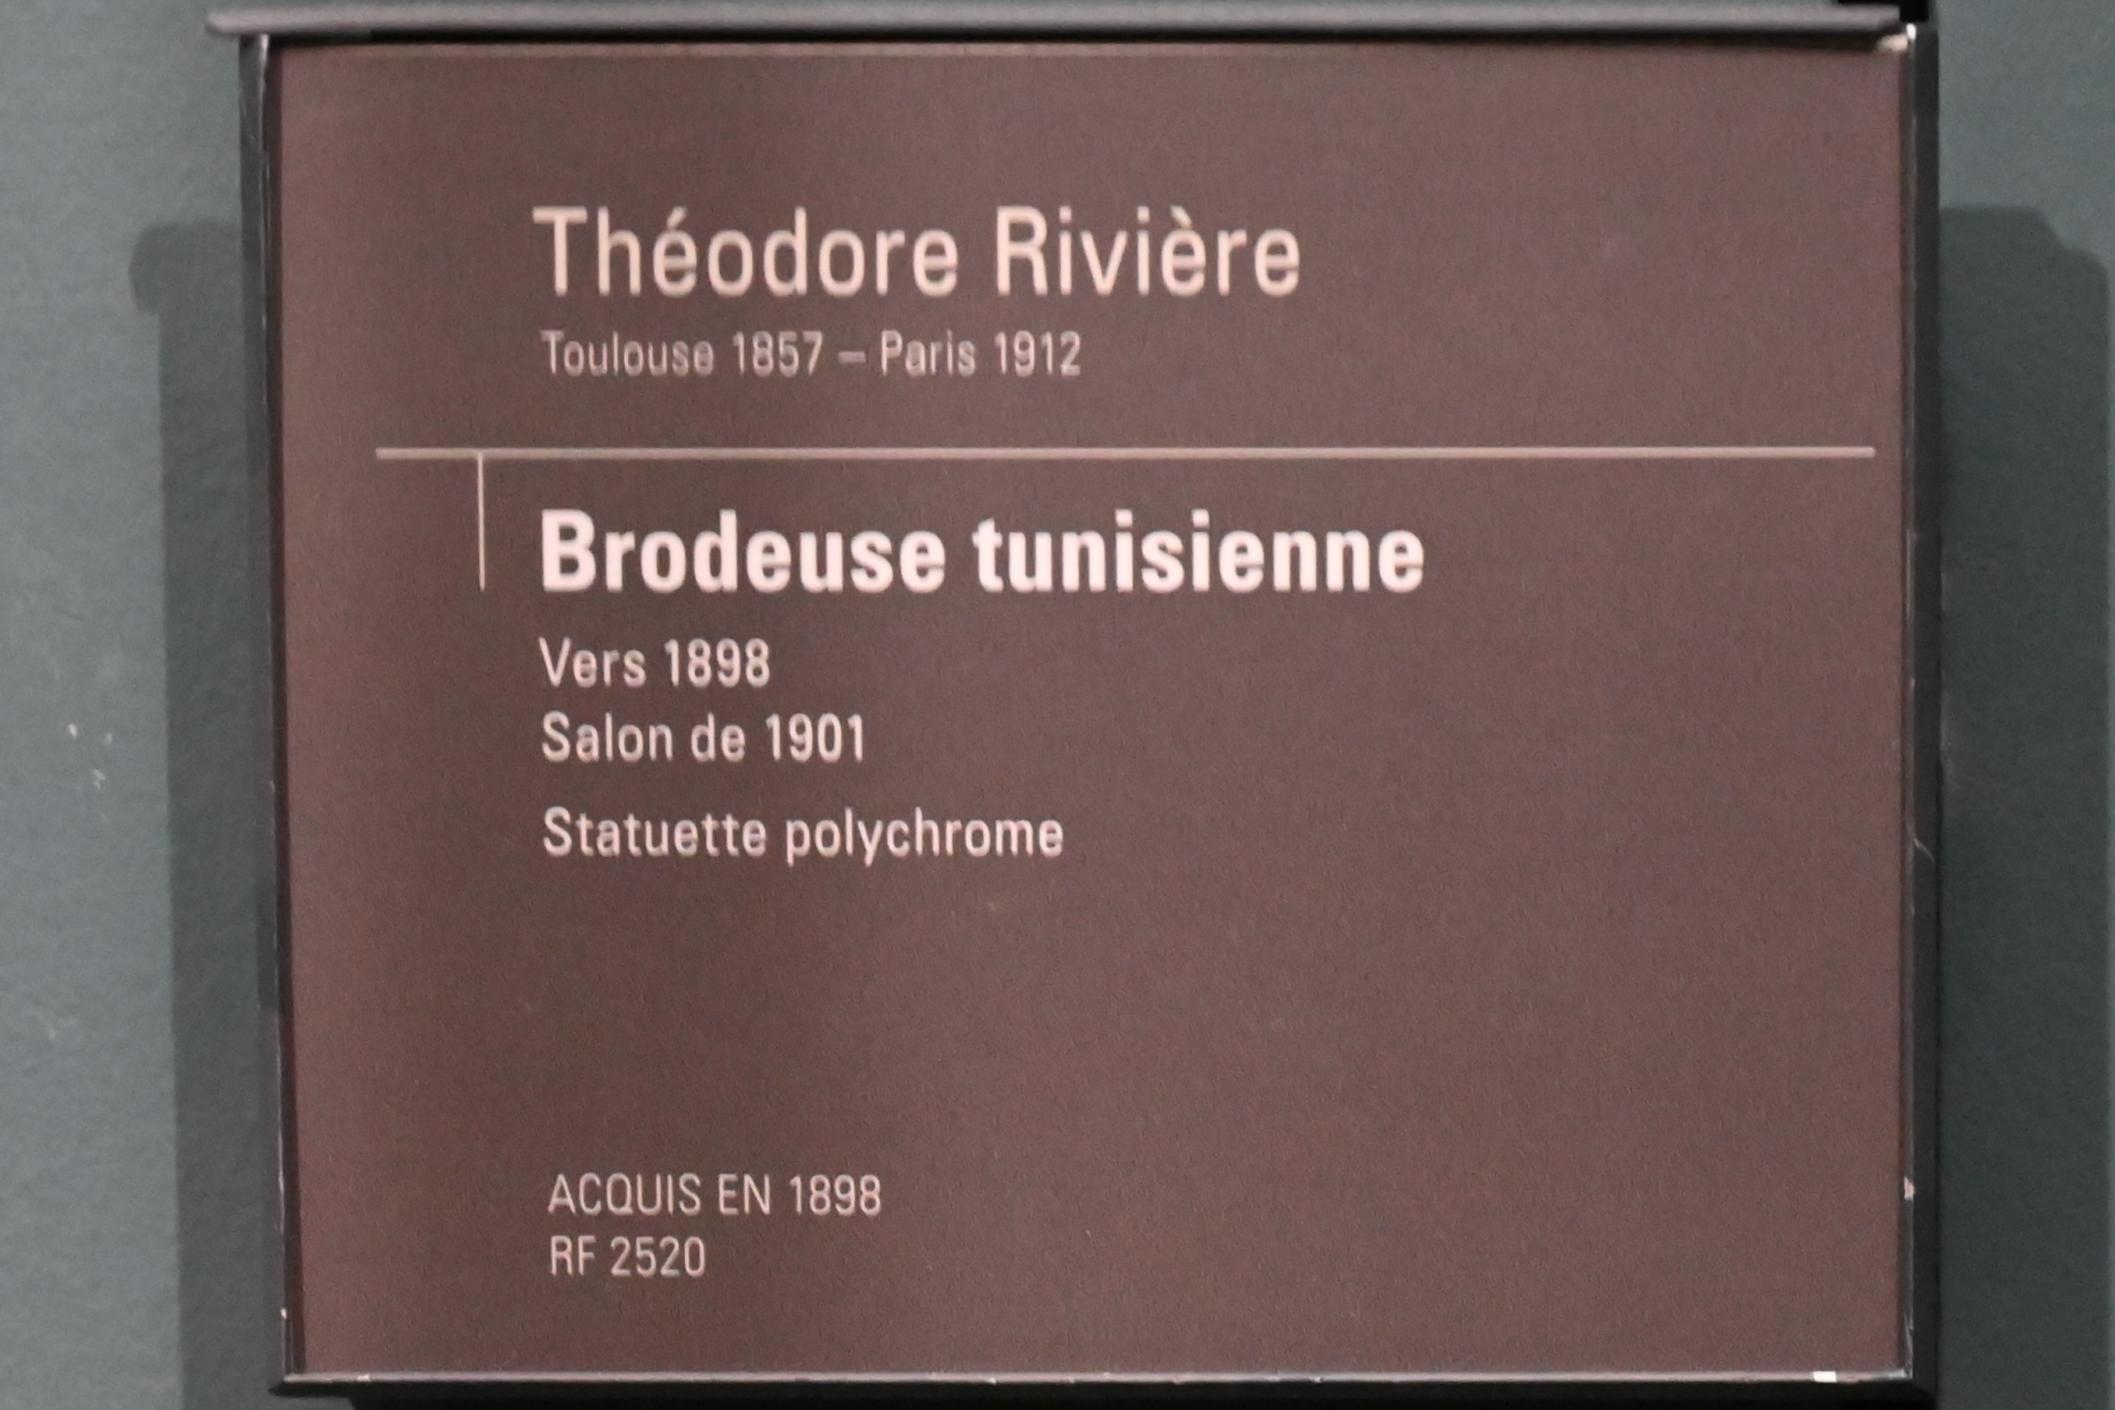 Théodore Rivière
Toulouse 1857 – Paris 1912
Brodeuse tunisienne
Vers 1898
Salon de 1901
Statuette polychrome
ACQUIS EN 1898
RF 2520